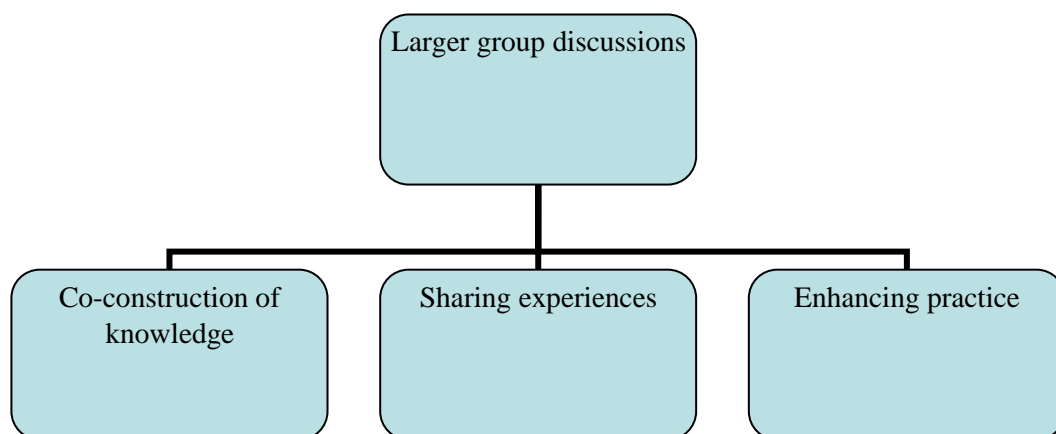 Larger group discussions
Co-construction of
knowledge
Sharing experiences
Enhancing practice